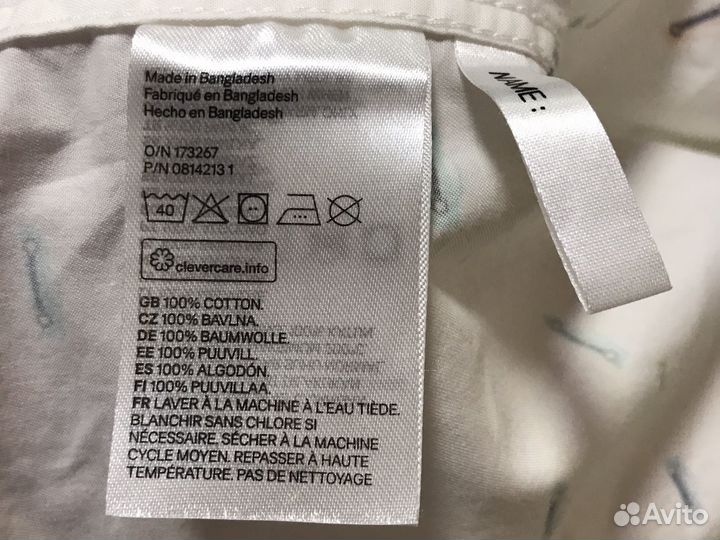 Made in Bangladesh
Fabriqué en Bangladesh
Hecho en Bangladesh
O/N 173267
P/N 0814213 1
40
clevercare.info
GB 100% COTTON.
CZ 100% BAVLNA.
DE 100% BAUMWOLLE.
EE 100% PUUVILL.
ES 100% ALGODÓN.
FI 100% PUUVILLAA.
FR LAVER À LA MACHINE À L'EAU TIÈDE.
BLANCHIR SANS CHLORE SI
NÉCESSAIRE. SÉCHER À LA MACHINE
CYCLE MOYEN. REPASSER À HAUTE
TEMPÉRATURE. PAS DE NETTOYAGE
NAME:
Avito